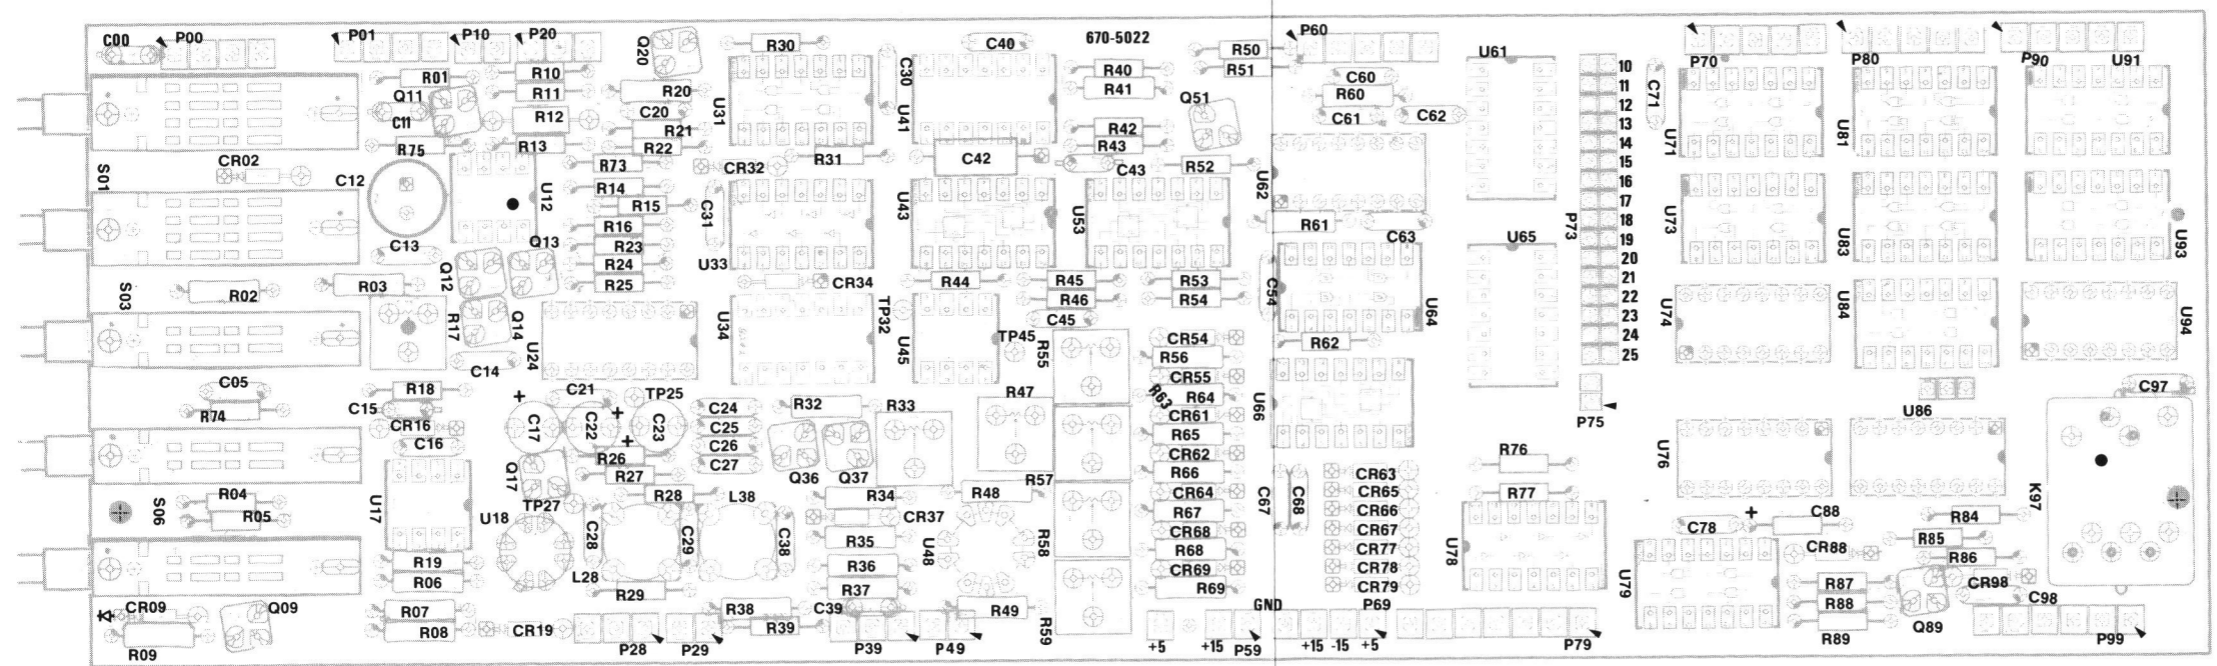 C00 P00 P01 P10 P20 Q20 R30 C40 670-5022 R50 P60 U61 P70 P80 P90 U91
R01 R10 R51 R40 C60 10
Q11 R11 R20 C30 R41 Q51 R60 11 C71
C11 R12 C20 U31 U41 C61 C62 12
R21 R42 13
R75 R13 R22 R43 14 U71 U81
S01 CR02 C12 R73 CR32 R31 C42 C43 R52 U62 15
U12 R14 16
R15 C31 U43 U53 17
R16 R61 P73 18 U73 U83 U93
C13 Q13 R23 C63 U65 19
Q12 R24 U33 20
S03 R02 R03 R25 CR34 R44 R45 R53 C54 21
R17 Q14 U34 TP32 R46 R54 U64 22 U74 U84 U94
C45 23
U24 U45 TP45 R55 CR54 R62 24
C14 R56 25
C05 R18 C21 TP25 CR55 C97
R74 C15 + C24 R32 R33 R47 R63 R64 U66 U86
CR16 C17 C22 + C23 C25 CR61 P75
C16 + C26 R65 U76
R26 C27 CR62 R76
Q17 R27 Q36 Q37 R57 R66 CR63
S06 R04 U17 TP27 R28 L38 R34 R48 CR64 C67 C68 CR65 R77 K97
R05 U18 CR37 R67 CR66 + C88 R84
C28 C29 C38 R35 U48 R58 CR68 CR67 U78 C78 R85
R19 R68 CR77 CR88 R86
R06 L28 R36 CR69 CR78 U79 R87 CR98
R29 R37 R69 CR79 R88 C98
CR09 Q09 R07 R38 C39 R49 GND P69
R09 R08 CR19 P28 P29 R39 P39 P49 R59 +5 +15 P59 +15 -15 +5 P79 R89 Q89 P99